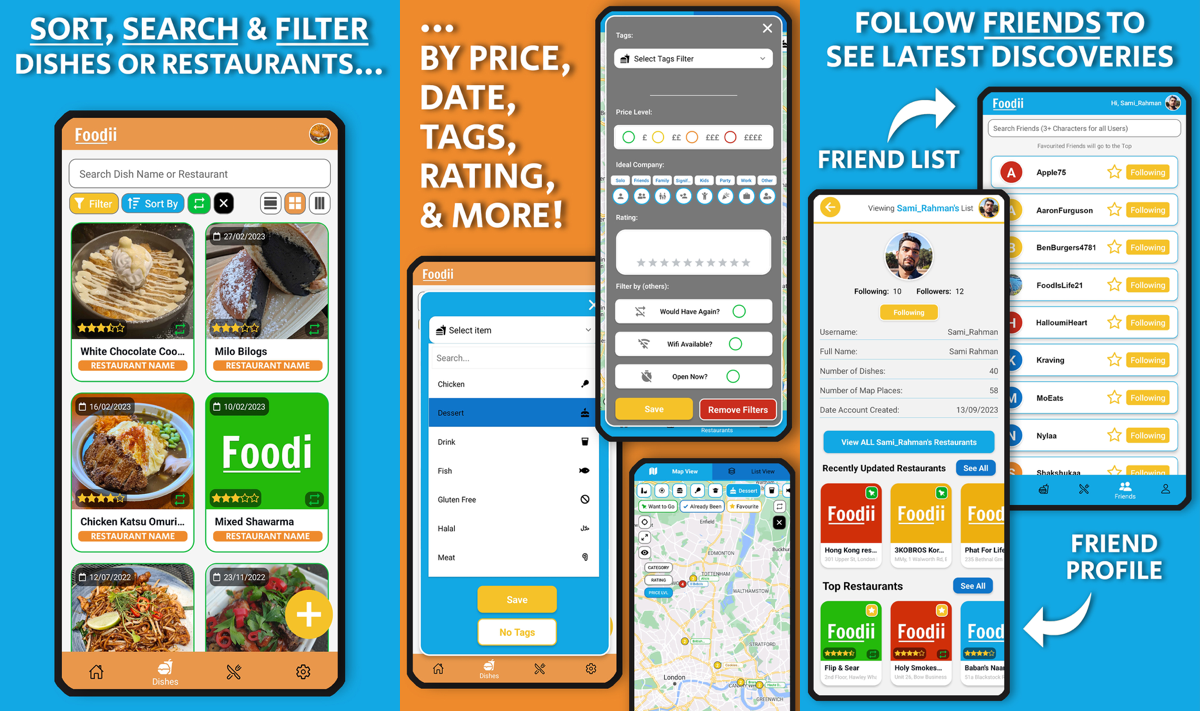 SORT, SEARCH & FILTER
DISHES OR RESTAURANTS...
Foodii
Search Dish Name or Restaurant
Filter
Sort By
27/02/2023
White Chocolate Coo...
RESTAURANT NAME
Milo Bilogs
RESTAURANT NAME
16/02/2023
10/02/2023
Foodi
Chicken Katsu Omuri...
RESTAURANT NAME
Mixed Shawarma
RESTAURANT NAME
12/07/2022
23/11/2022
Dishes
...
BY PRICE,
DATE,
TAGS,
RATING,
& MORE!
Foodii
Select item
Search...
Chicken
Dessert
Drink
Fish
Gluten Free
Halal
Meat
Save
No Tags
Dishes
Tags:
Select Tags Filter
Price Level:
£ ££ £££ ££££
Ideal Company:
Solo Friends Family Signif... Kids Party Work Other
Rating:
Filter by (others):
Would Have Again?
Wifi Available?
Open Now?
Save
Remove Filters
Restaurants
Map View
List View
Dessert
Want to Go
Already Been
Favourite
Enfield
EDMONTON
TOTTENHAM
WALTHAMSTOW
CATEGORY
RATING
PRICE LVL
STRATFORD
London
GREENWICH
FOLLOW FRIENDS TO
SEE LATEST DISCOVERIES
FRIEND LIST
Foodii
Hi, Sami_Rahman
Search Friends (3+ Characters for all Users)
Favourited Friends will go to the Top
A
Apple75
Following
AaronFurguson
Following
BenBurgers4781
Following
FoodIsLife21
Following
H
HalloumiHeart
Following
K
Kraving
Following
M
MoEats
Following
N
Nylaa
Following
Shakshukaa
Following
Friends
Viewing Sami_Rahman's List
Following: 10
Followers: 12
Following
Username:
Sami_Rahman
Full Name:
Sami Rahman
Number of Dishes:
40
Number of Map Places:
58
Date Account Created:
13/09/2023
View ALL Sami_Rahman's Restaurants
Recently Updated Restaurants
See All
Foodii
Foodii
Food
Hong Kong res...
3KOBROS Kor...
Phat For Life
Top Restaurants
See All
Foodii
Foodii
Food
Flip & Sear
Holy Smokes...
Baban's Naan
FRIEND
PROFILE